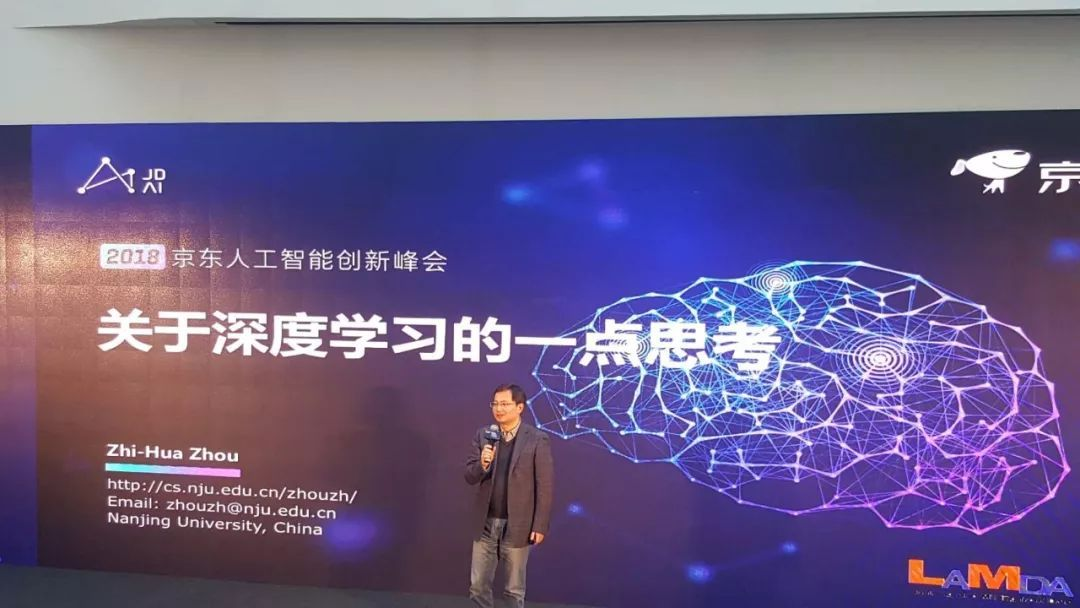 JD
AI
京
2018 京东人工智能创新峰会
关于深度学习的一点思考
Zhi-Hua Zhou
http://cs.nju.edu.cn/zhouzh/
Email: zhouzh@nju.edu.cn
Nanjing University, China
LAMDA